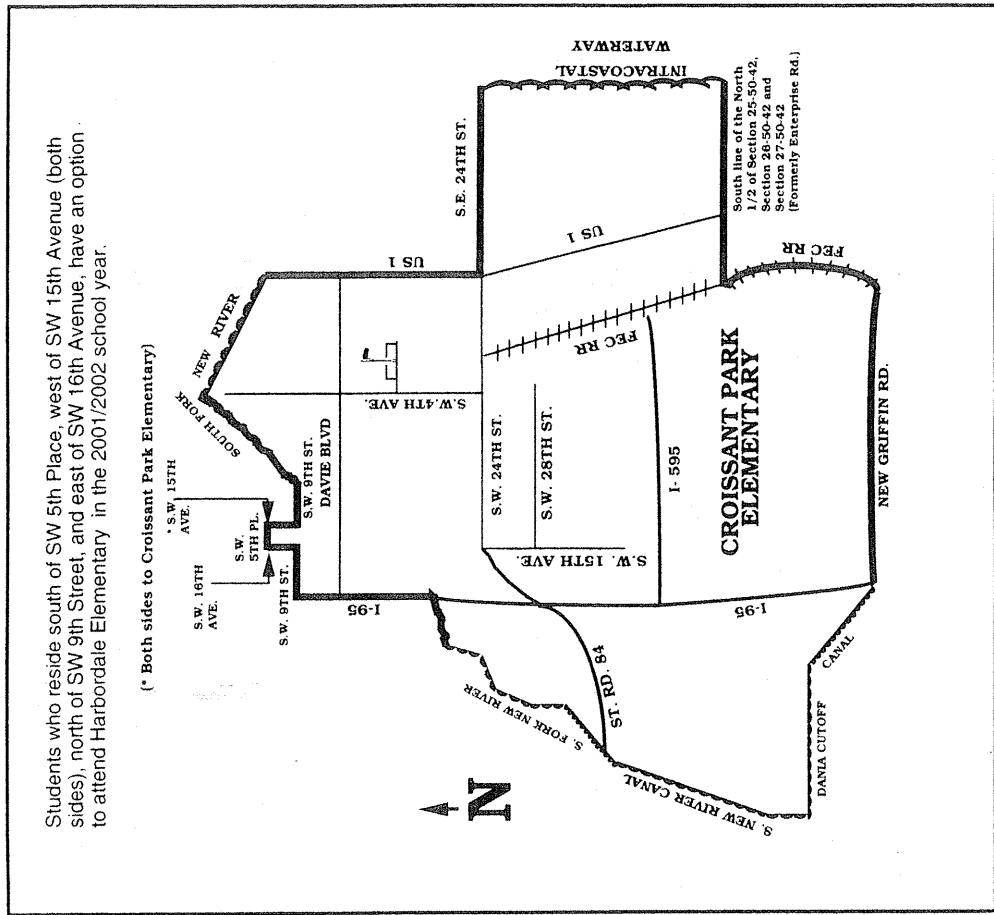 Students who reside south of SW 5th Place, west of SW 15th Avenue (both
sides), north of SW 9th Street, and east of SW 16th Avenue, have an option
to attend Harbordale Elementary in the 2001/2002 school year.
(* Both sides to Croissant Park Elementary)
* S.W. 15TH
AVE.
S.W. 16TH
AVE.
S.W.
5TH PL.
S.W. 9TH ST.
S.W. 9TH ST.
DAVIE BLVD
SOUTH FORK
NEW RIVER
US 1
I-95
S.W.4TH AVE.
S.E. 24TH ST.
INTRACOASTAL
WATERWAY
S.W. 24TH ST.
S.W. 28TH ST.
S.W. 15TH AVE.
US 1
FEC RR
I- 595
ST. RD. 84
S. FORK NEW RIVER
S. NEW RIVER CANAL
N
I-95
CROISSANT PARK
ELEMENTARY
South line of the North
1/2 of Section 25-50-42,
Section 26-50-42 and
Section 27-50-42
(Formerly Enterprise Rd.)
FEC RR
NEW GRIFFIN RD.
DANIA CUTOFF
CANAL